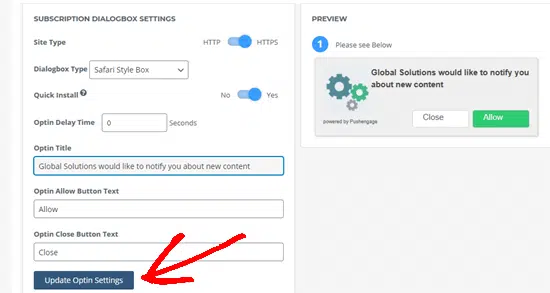 SUBSCRIPTION DIALOGBOX SETTINGS
Site Type HTTP HTTPS
Dialogbox Type Safari Style Box
Quick Install ? No Yes
Optin Delay Time 0 Seconds
Optin Title
Global Solutions would like to notify you about new content
Optin Allow Button Text
Allow
Optin Close Button Text
Close
Update Optin Settings
PREVIEW
1 Please see Below
Global Solutions would like to notify you
about new content
powered by Pushengage
Close Allow